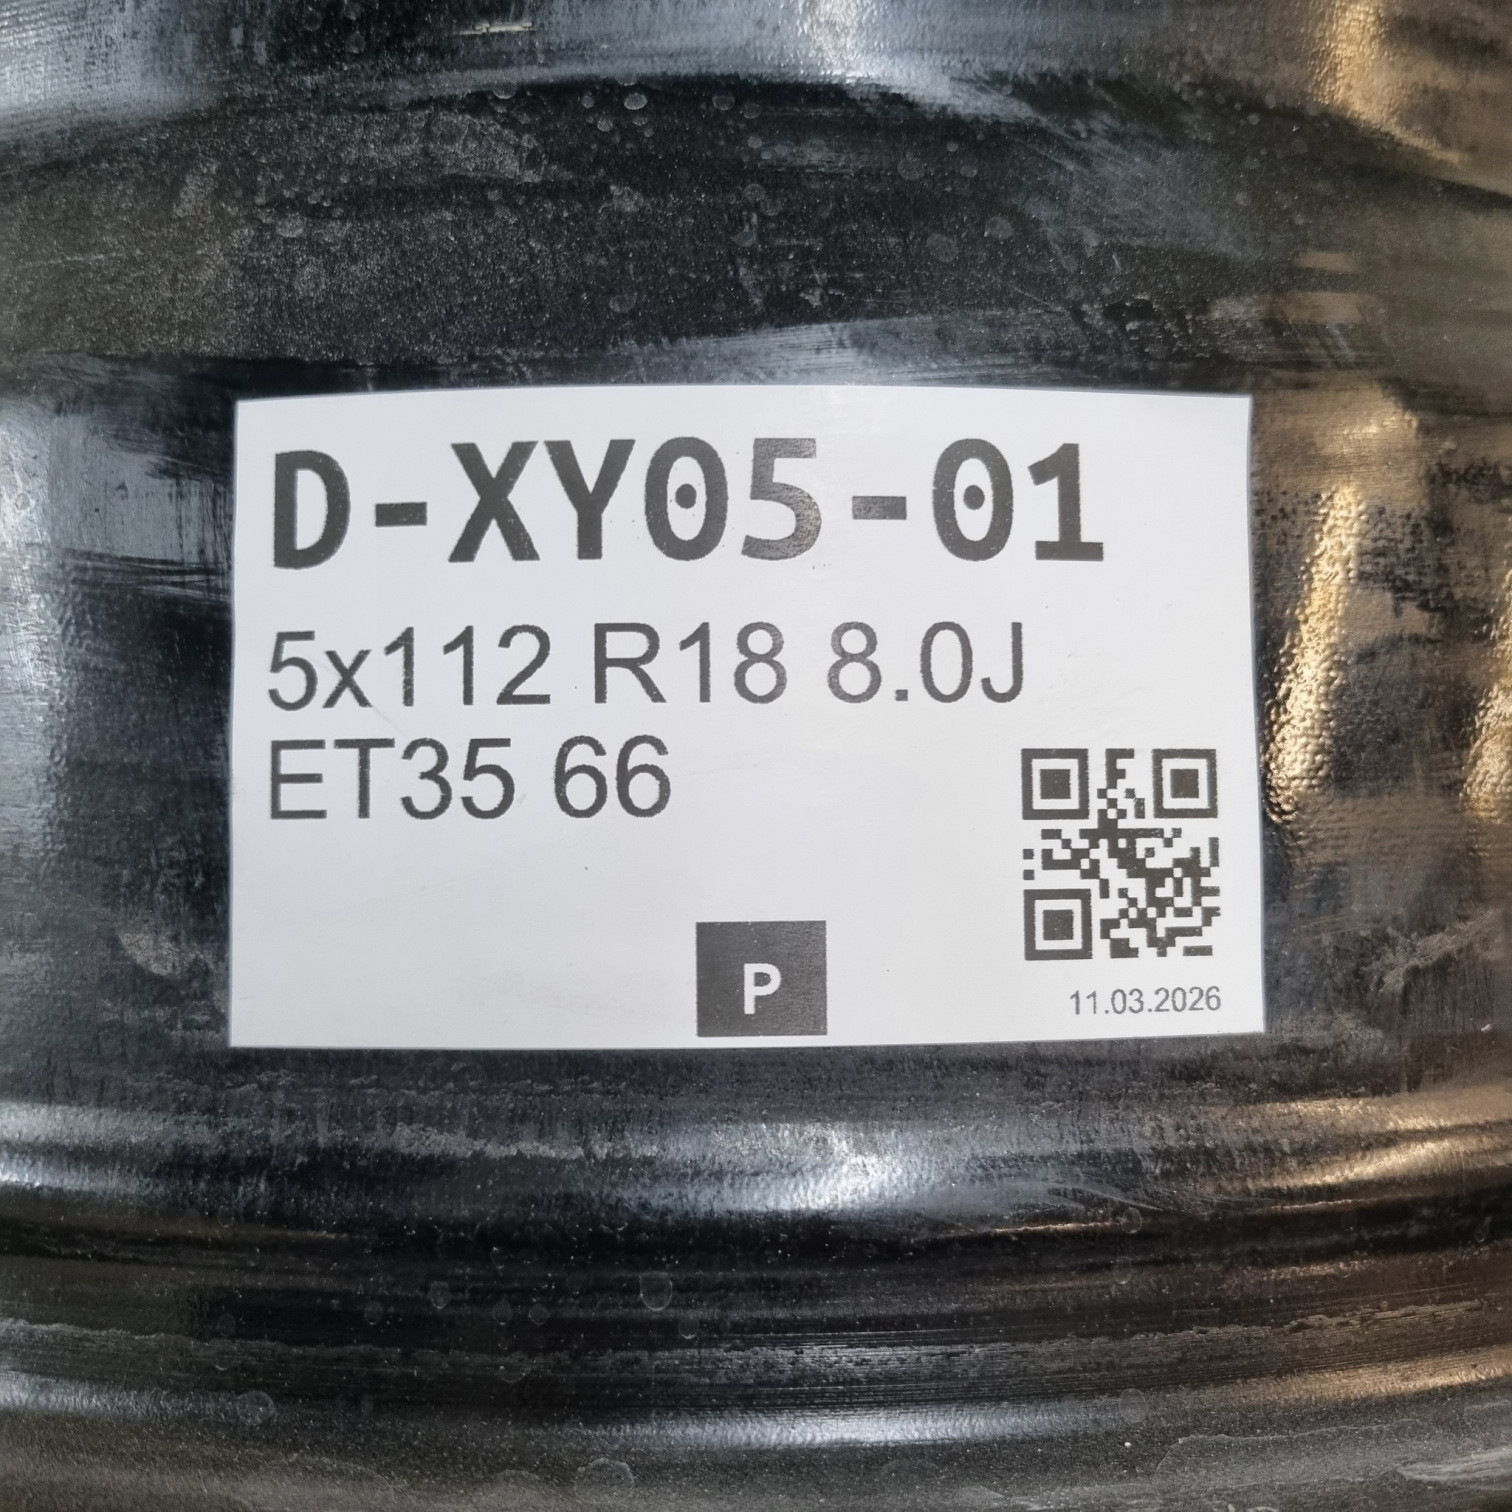 D-XY05-01
5x112 R18 8.0J
ET35 66
P
11.03.2026